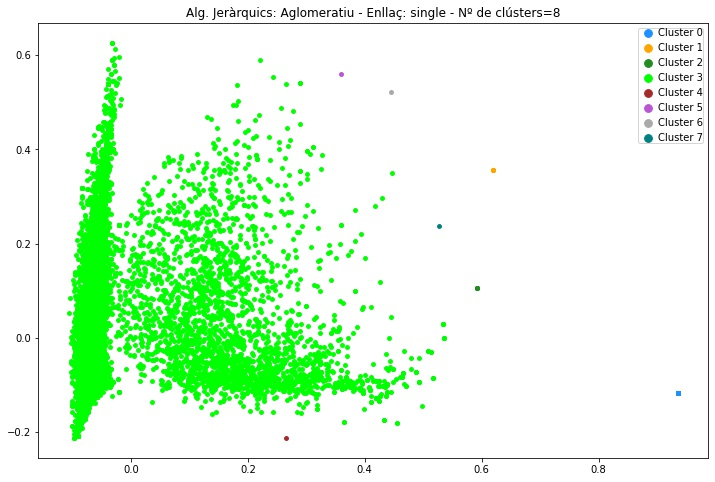 Alg. Jeràrquics: Aglomeratiu - Enllaç: single - Nº de clústers=8
Cluster 0
Cluster 1
Cluster 2
Cluster 3
Cluster 4
Cluster 5
Cluster 6
Cluster 7
0.6
0.4
0.2
0.0
−0.2
0.0 0.2 0.4 0.6 0.8